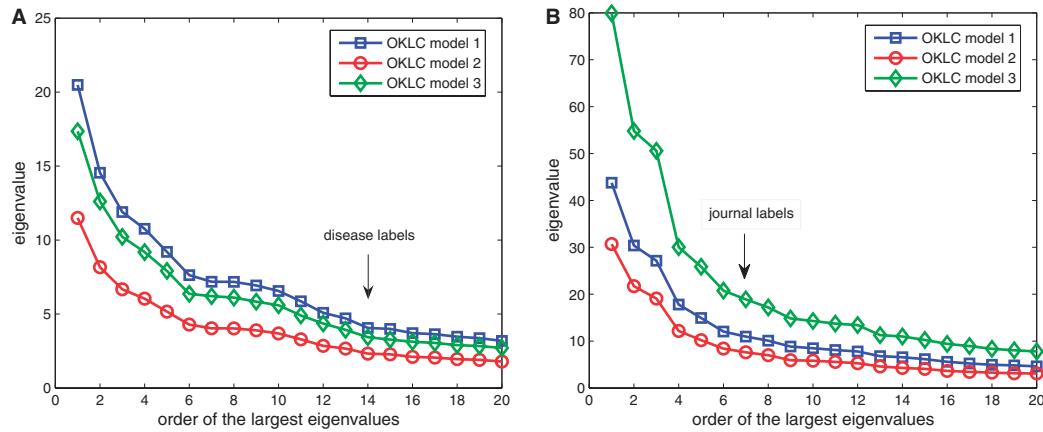 A
25
20
15
10
5
0
eigenvalue
OKLC model 1
OKLC model 2
OKLC model 3
disease labels
0 2 4 6 8 10 12 14 16 18 20
order of the largest eigenvalues
B
80
70
60
50
40
30
20
10
0
eigenvalue
OKLC model 1
OKLC model 2
OKLC model 3
journal labels
0 2 4 6 8 10 12 14 16 18 20
order of the largest eigenvalues